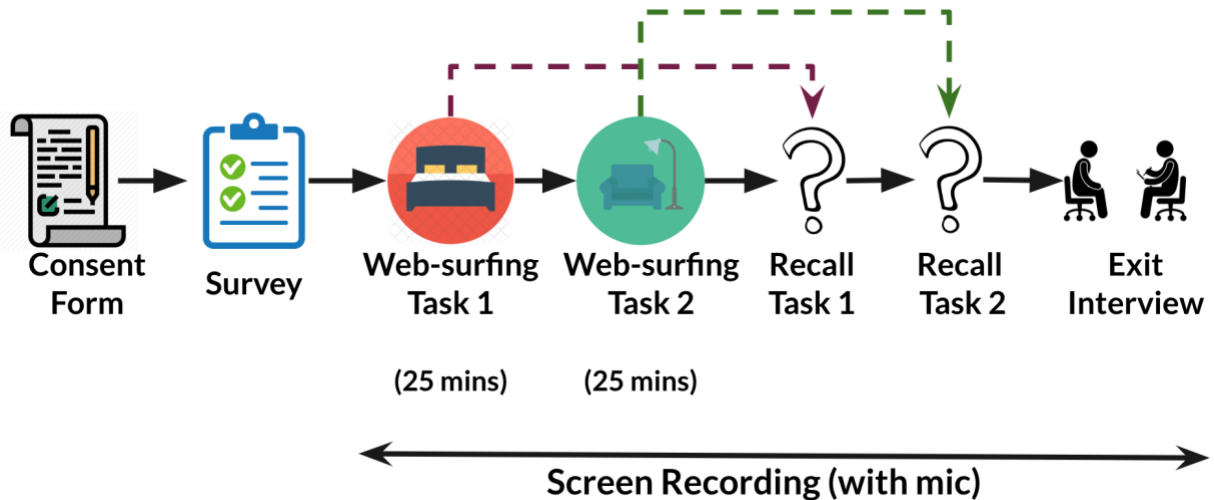 Consent
Form
Survey
Web-surfing
Task 1
(25 mins)
Web-surfing
Task 2
(25 mins)
Recall
Task 1
Recall
Task 2
Exit
Interview
Screen Recording (with mic)